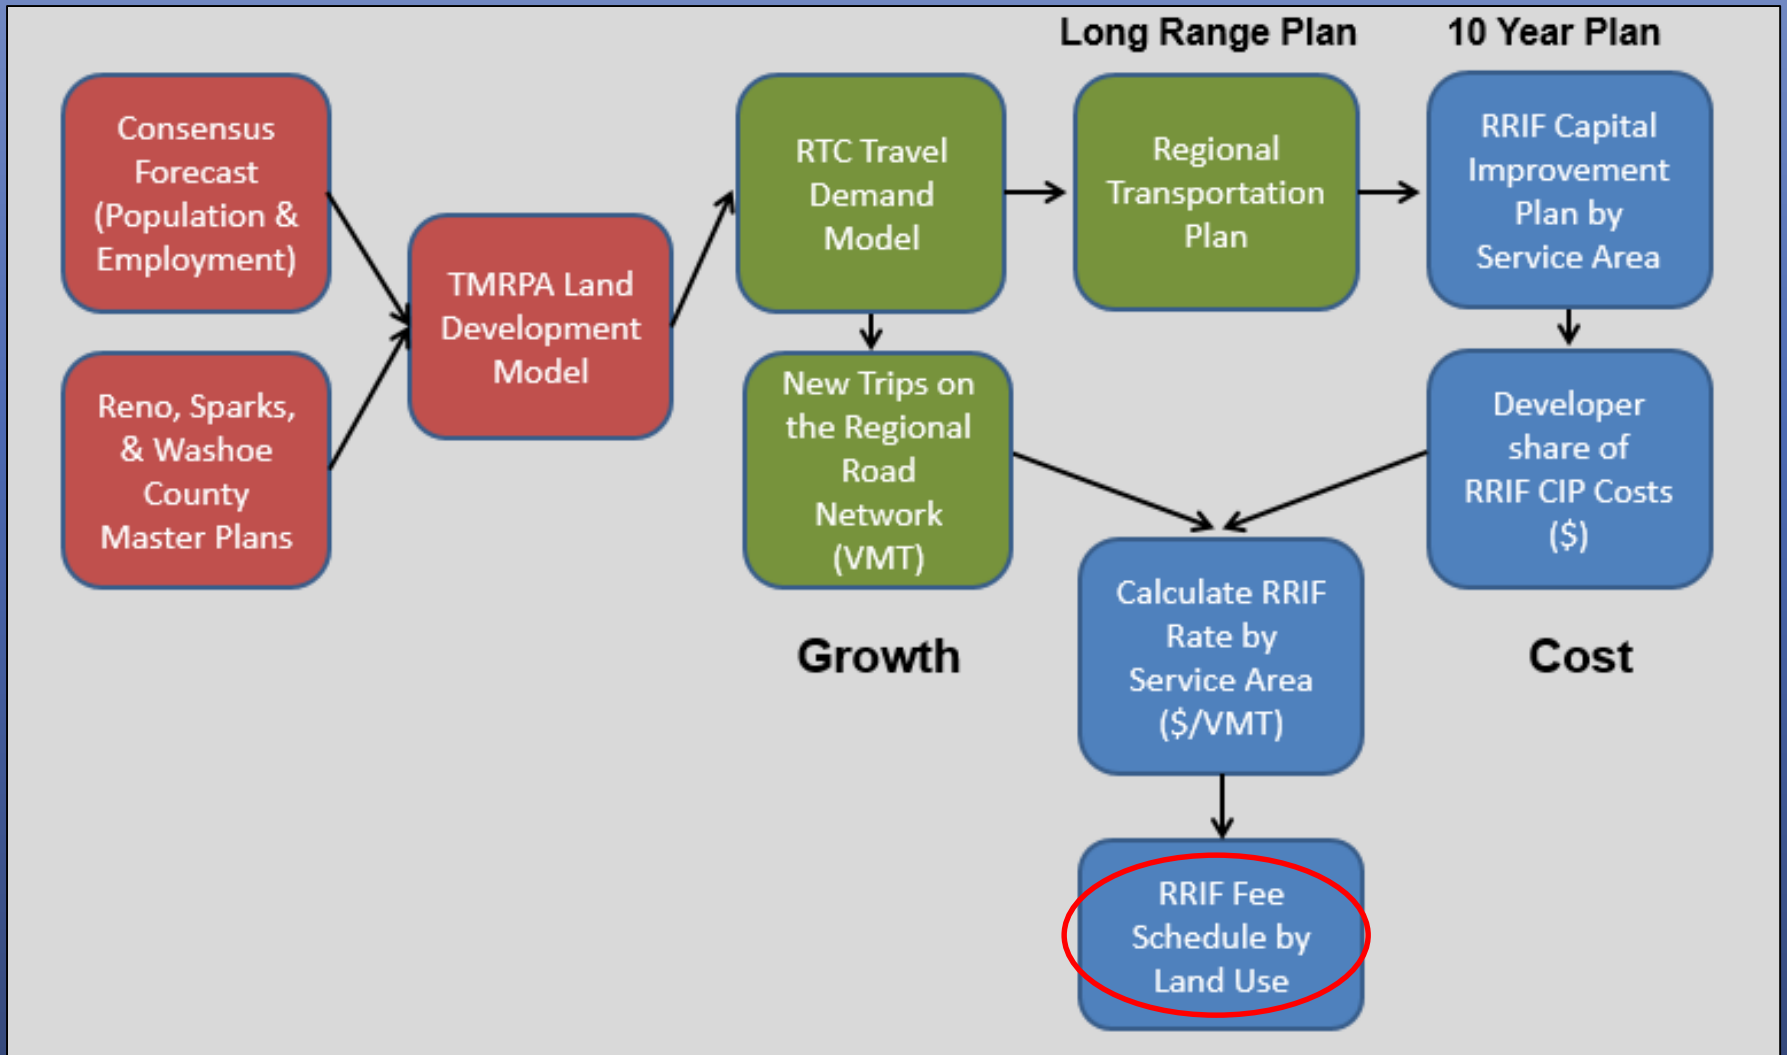 Long Range Plan
10 Year Plan
Consensus
Forecast
(Population &
Employment)
Reno, Sparks,
& Washoe
County
Master Plans
TMRPA Land
Development
Model
RTC Travel
Demand
Model
Regional
Transportation
Plan
RRIF Capital
Improvement
Plan by
Service Area
New Trips on
the Regional
Road
Network
(VMT)
Developer
share of
RRIF CIP Costs
($)
Growth
Cost
Calculate RRIF
Rate by
Service Area
($/VMT)
RRIF Fee
Schedule by
Land Use